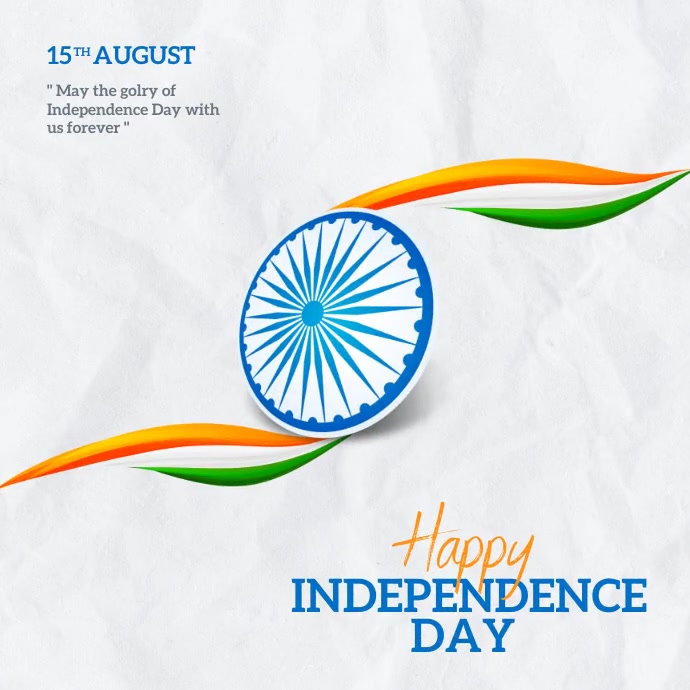 15TH AUGUST
" May the golry of
Independence Day with
us forever "
Happy
INDEPENDENCE
DAY